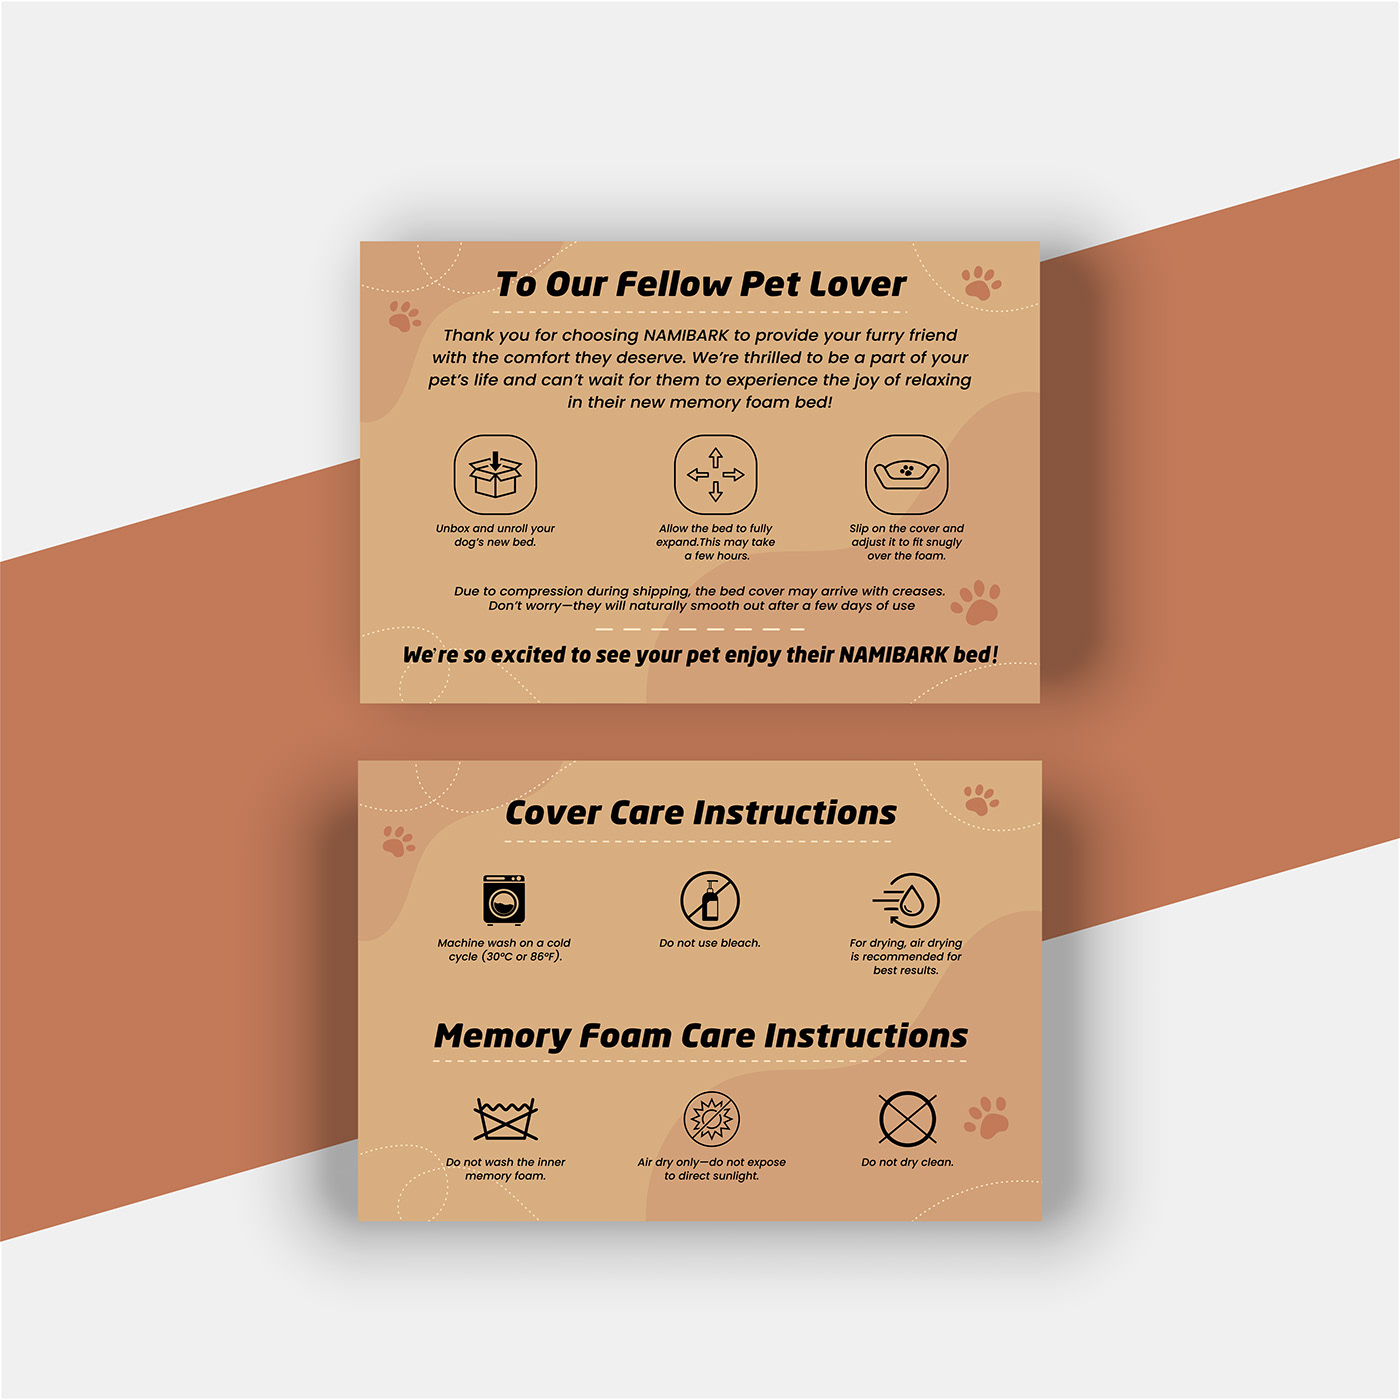 To Our Fellow Pet Lover
Thank you for choosing NAMIBARK to provide your furry friend
with the comfort they deserve. We're thrilled to be a part of your
pet's life and can't wait for them to experience the joy of relaxing
in their new memory foam bed!
Unbox and unroll your
dog's new bed.
Allow the bed to fully
expand.This may take
a few hours.
Slip on the cover and
adjust it to fit snugly
over the foam.
Due to compression during shipping, the bed cover may arrive with creases.
Don't worry—they will naturally smooth out after a few days of use
We're so excited to see your pet enjoy their NAMIBARK bed!
Cover Care Instructions
Machine wash on a cold
cycle (30°C or 86°F).
Do not use bleach.
For drying, air drying
is recommended for
best results.
Memory Foam Care Instructions
Do not wash the inner
memory foam.
Air dry only—do not expose
to direct sunlight.
Do not dry clean.